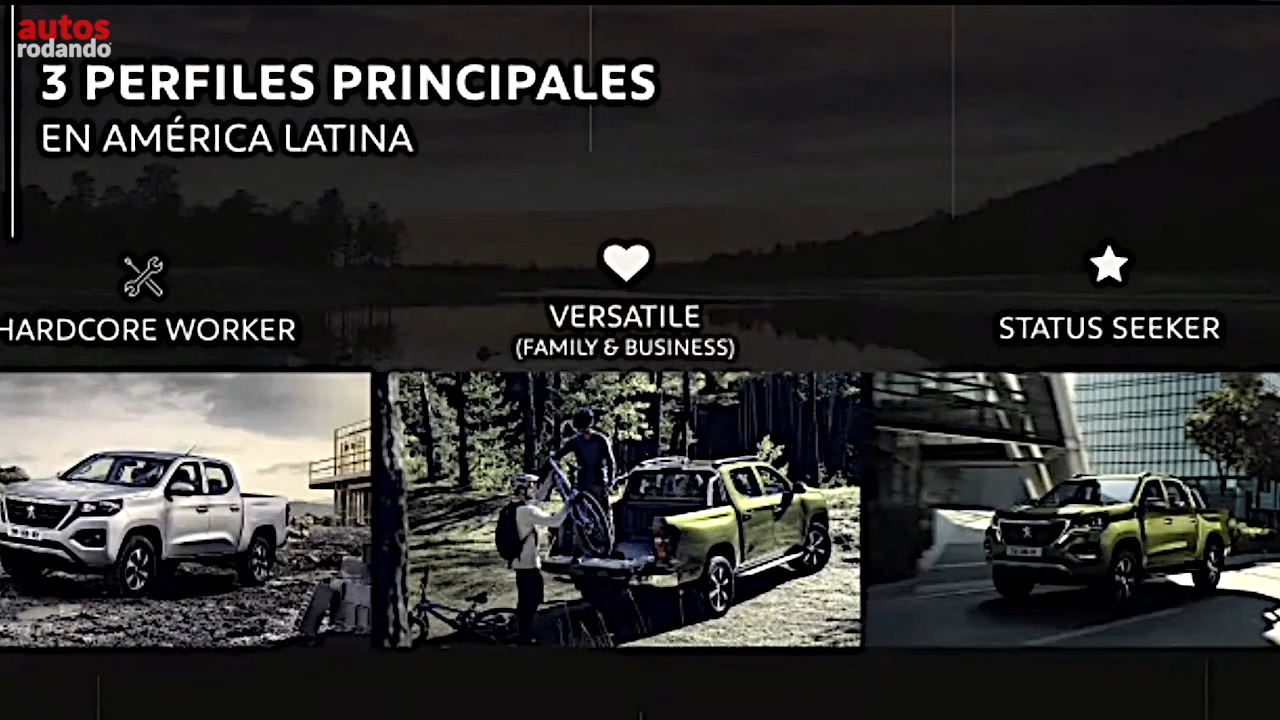 autos
rodando
3 PERFILES PRINCIPALES
EN AMÉRICA LATINA
HARDCORE WORKER
VERSATILE
(FAMILY & BUSINESS)
STATUS SEEKER